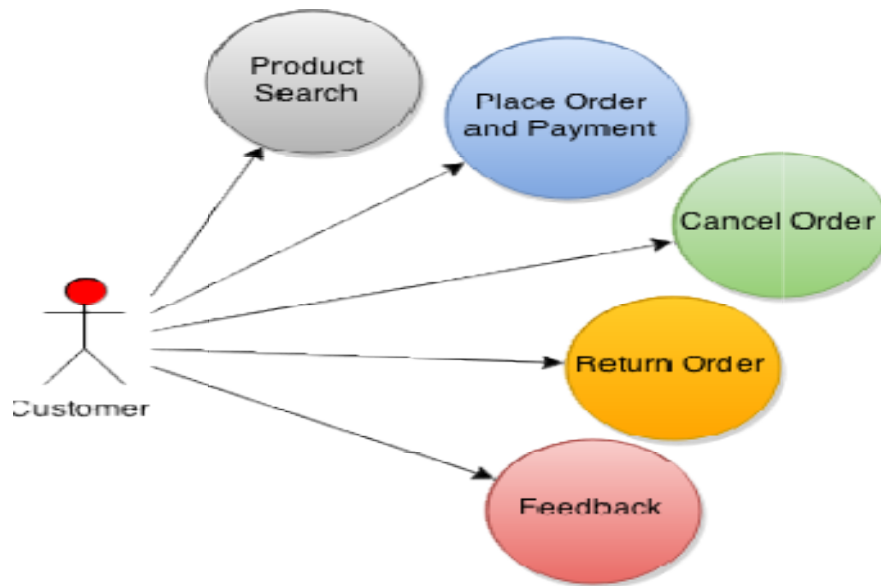 Product
Search
Place Order
and Payment
Cancel Order
Return Order
Customer
Feedback